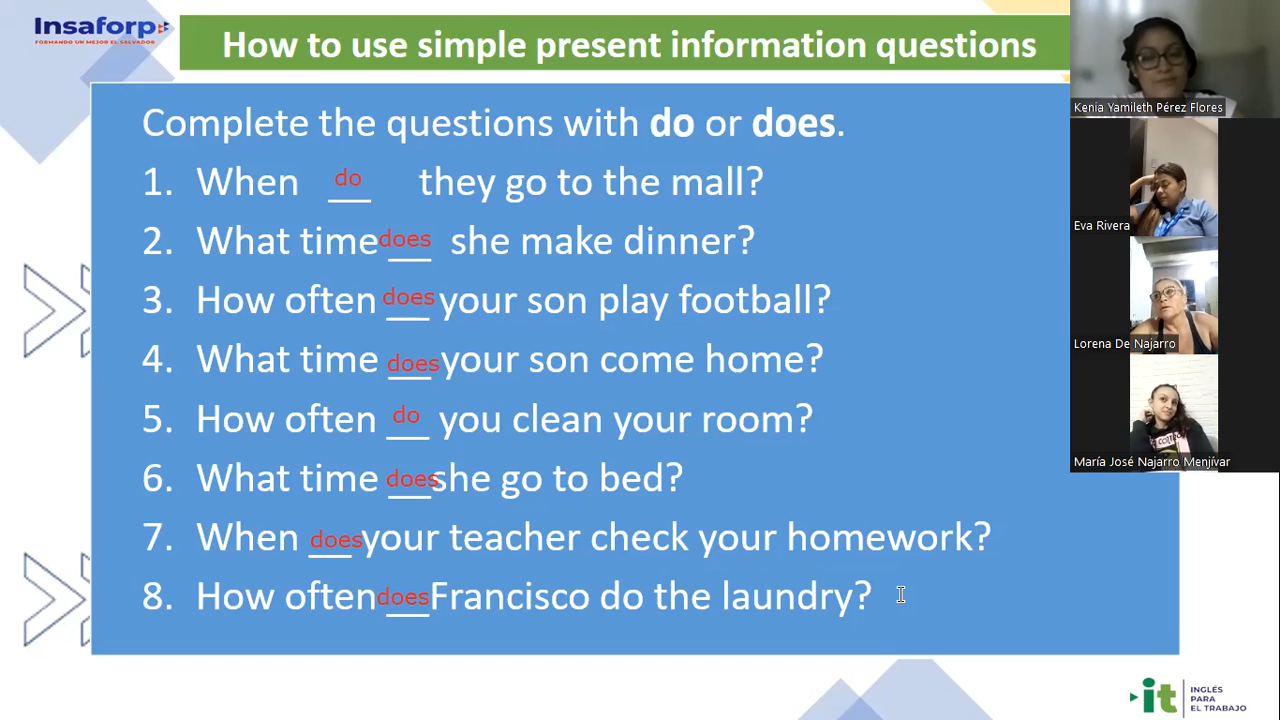 Insaforp
FORMANDO UN MEJOR EL SALVADOR
How to use simple present information questions
Complete the questions with do or does.
1. When do they go to the mall?
2. What time does she make dinner?
3. How often does your son play football?
4. What time does your son come home?
5. How often do you clean your room?
6. What time does she go to bed?
7. When does your teacher check your homework?
8. How often does Francisco do the laundry?
Kenia Yamileth Pérez Flores
Eva Rivera
Lorena De Najarro
María José Najarro Menjívar
it
INGLÉS
PARA
EL TRABAJO